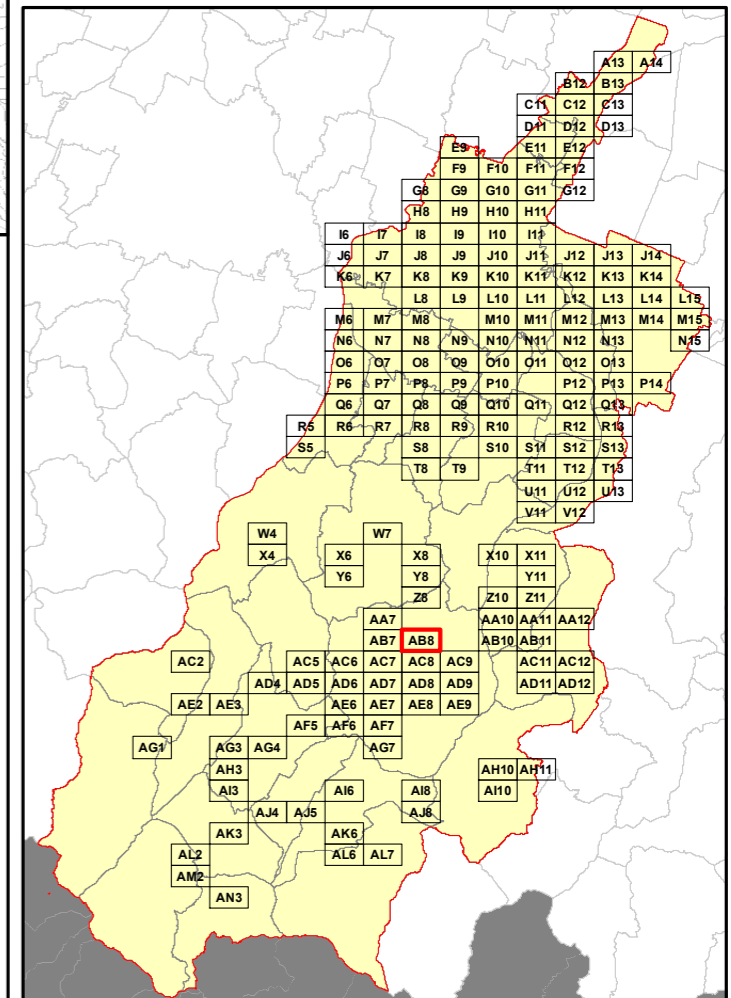 A13 A14
B12 B13
C11 C12 C13
D11 D12 D13
E9 E11 E12
F9 F10 F11 F12
G8 G9 G10 G11 G12
H8 H9 H10 H11
I6 I7 I8 I9 I10 I11
J6 J7 J8 J9 J10 J11 J12 J13 J14
K6 K7 K8 K9 K10 K11 K12 K13 K14
L8 L9 L10 L11 L12 L13 L14 L15
M6 M7 M8 M10 M11 M12 M13 M14 M15
N6 N7 N8 N9 N10 N11 N12 N13 N15
O6 O7 O8 O9 O10 O11 O12 O13
P6 P7 P8 P9 P10 P12 P13 P14
Q6 Q7 Q8 Q9 Q10 Q11 Q12 Q13
R5 R6 R7 R8 R9 R10 R12 R13
S5 S8 S10 S11 S12 S13
T8 T9 T11 T12 T13
U11 U12 U13
V11 V12
W4 W7
X4 X6 X8 X10 X11
Y6 Y8 Y11
Z8 Z10 Z11
AA7 AA10 AA11 AA12
AB7 AB8 AB10 AB11
AC2 AC5 AC6 AC7 AC8 AC9 AC11 AC12
AD4 AD5 AD6 AD7 AD8 AD9 AD11 AD12
AE2 AE3 AE6 AE7 AE8 AE9
AF5 AF6 AF7
AG1 AG3 AG4 AG7
AH3 AH10 AH11
AI3 AI6 AI8 AI10
AJ4 AJ5 AJ8
AK3 AK6
AL2 AL6 AL7
AM2
AN3